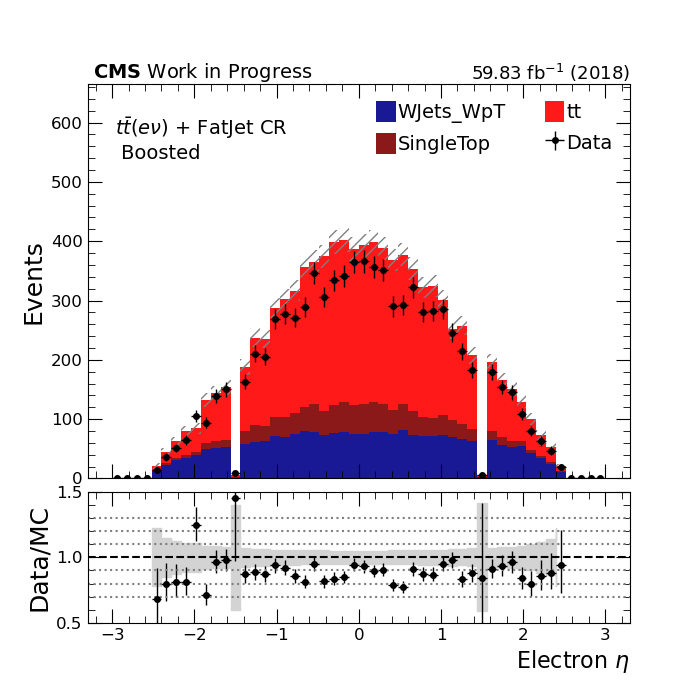 CMS Work in Progress 59.83 fb⁻¹ (2018)
tt̄(eν) + FatJet CR
Boosted
WJets_WpT tt
SingleTop Data
Events
600
500
400
300
200
100
0
Data/MC
1.5
1.0
0.5
−3 −2 −1 0 1 2 3
Electron η